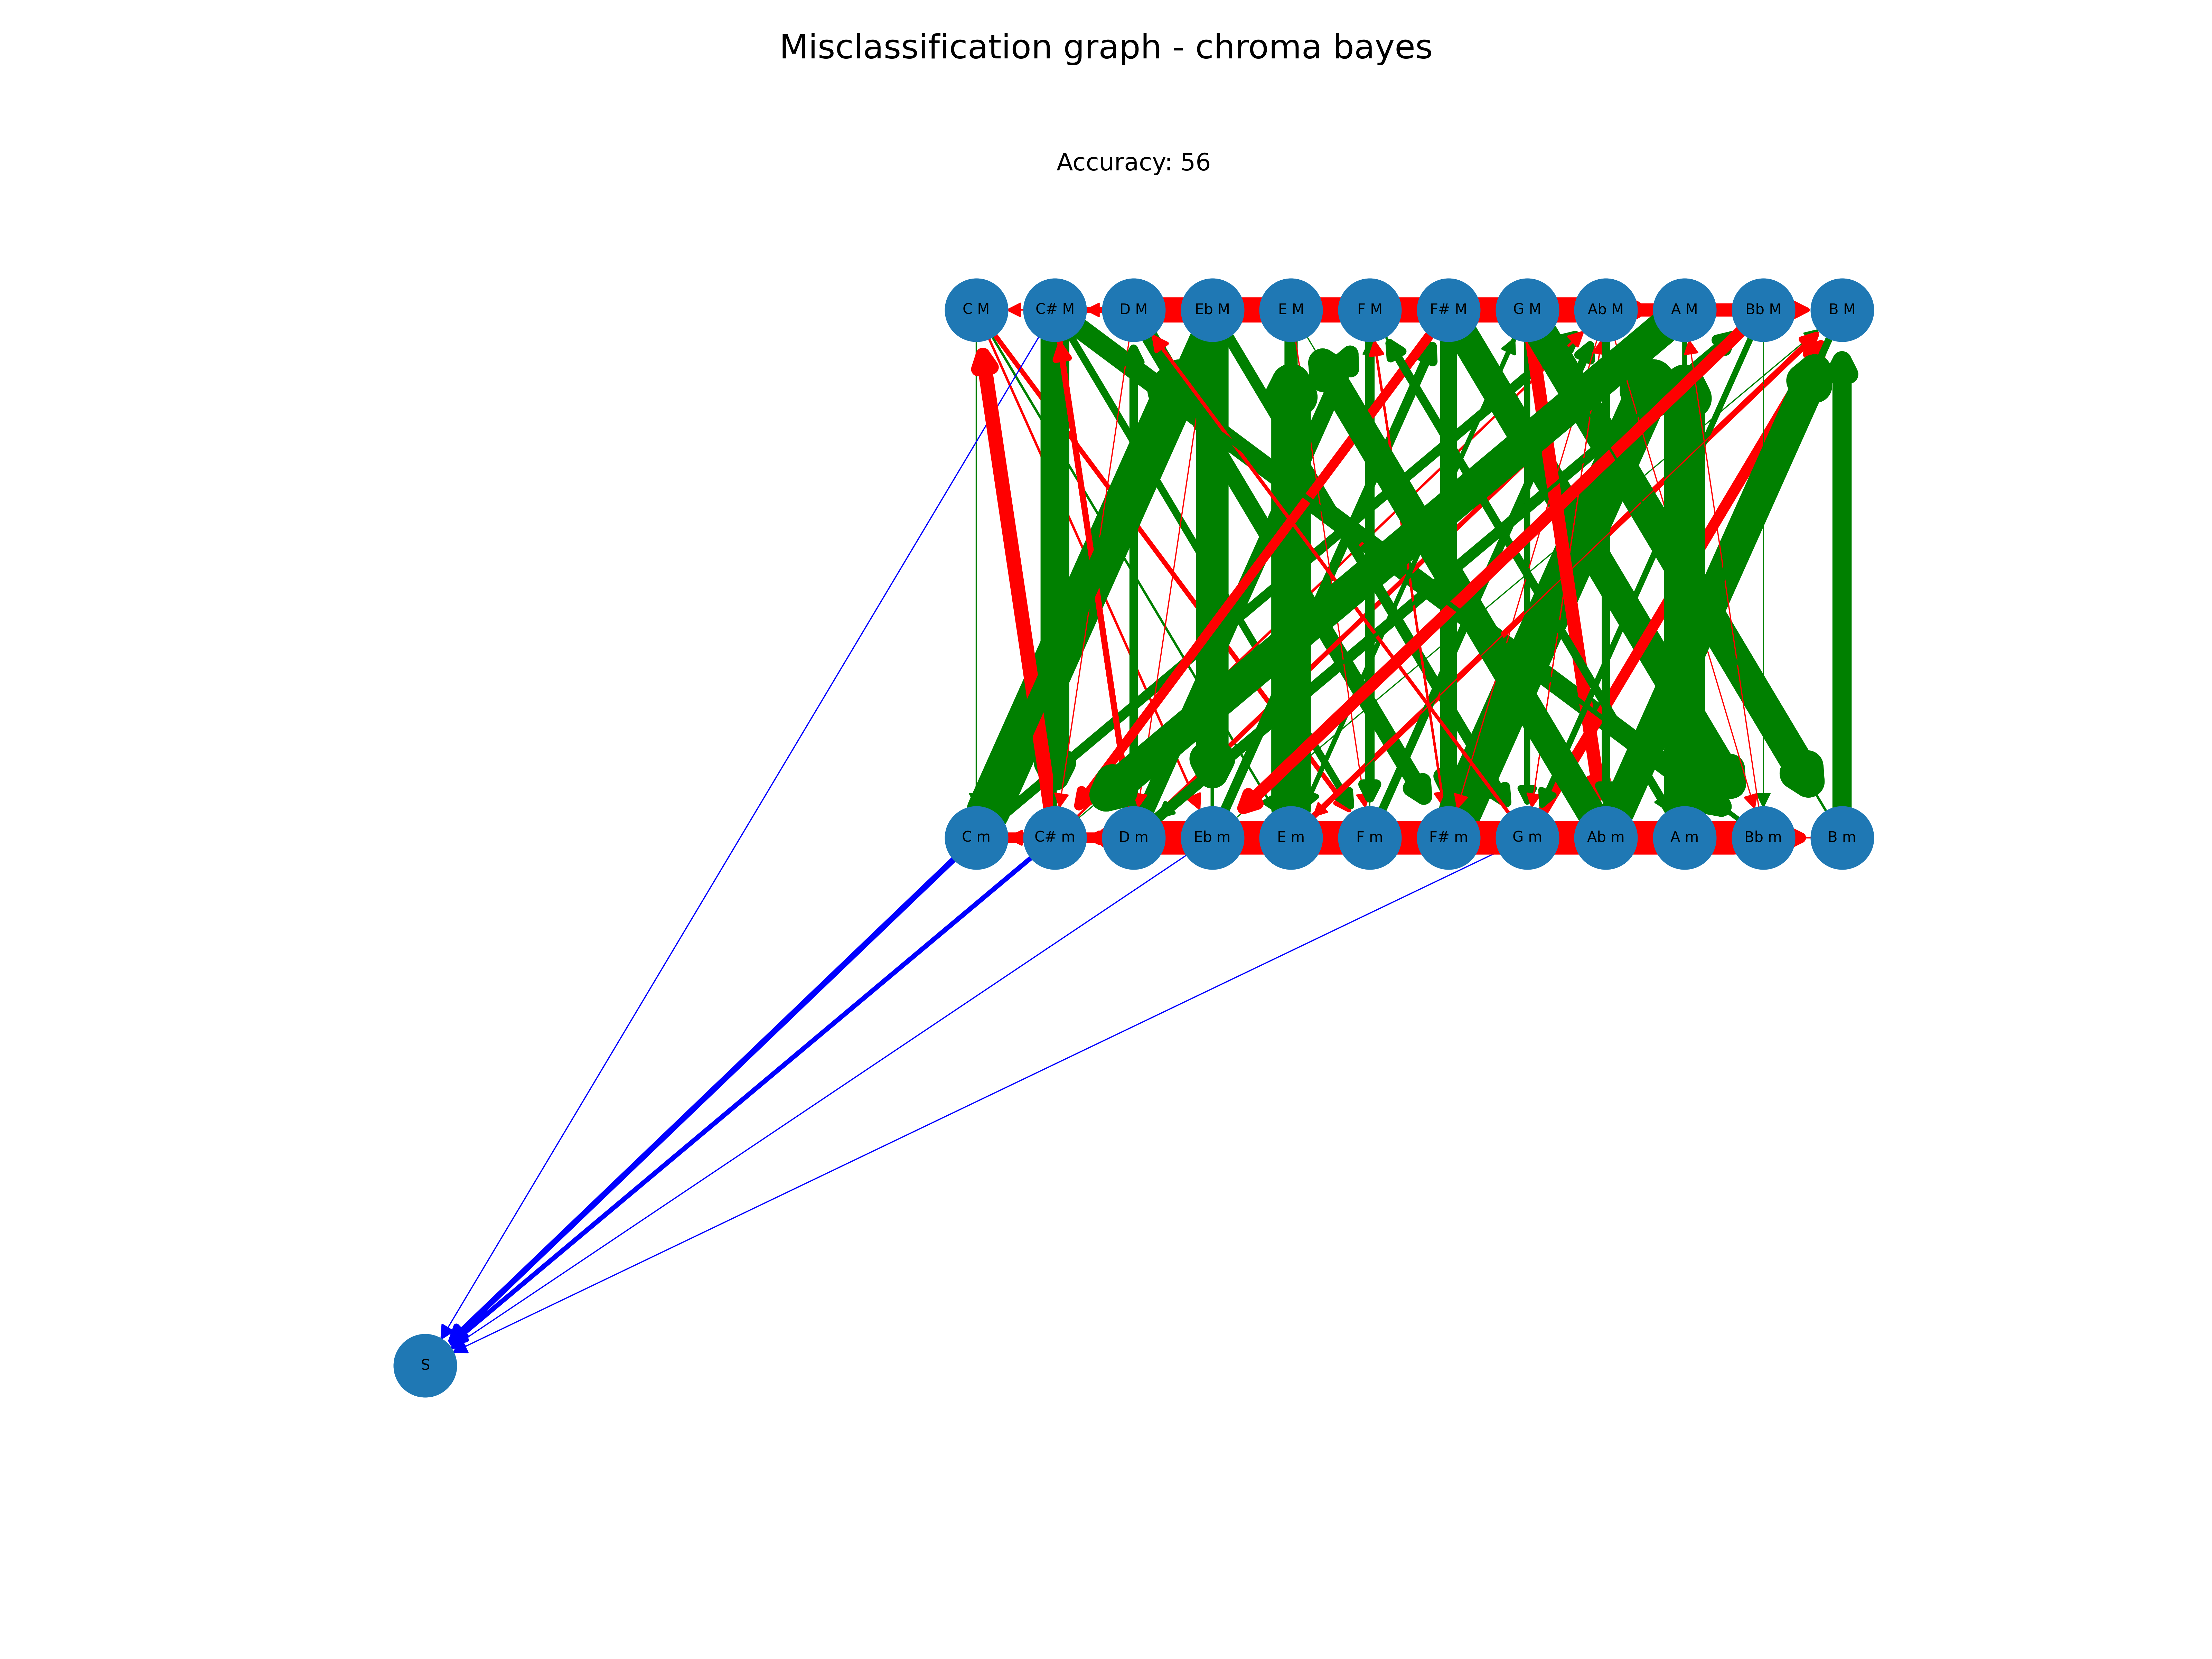 Misclassification graph - chroma bayes
Accuracy: 56
C M C# M D M Eb M E M F M F# M G M Ab M A M Bb M B M
C m C# m D m Eb m E m F m F# m G m Ab m A m Bb m B m
S